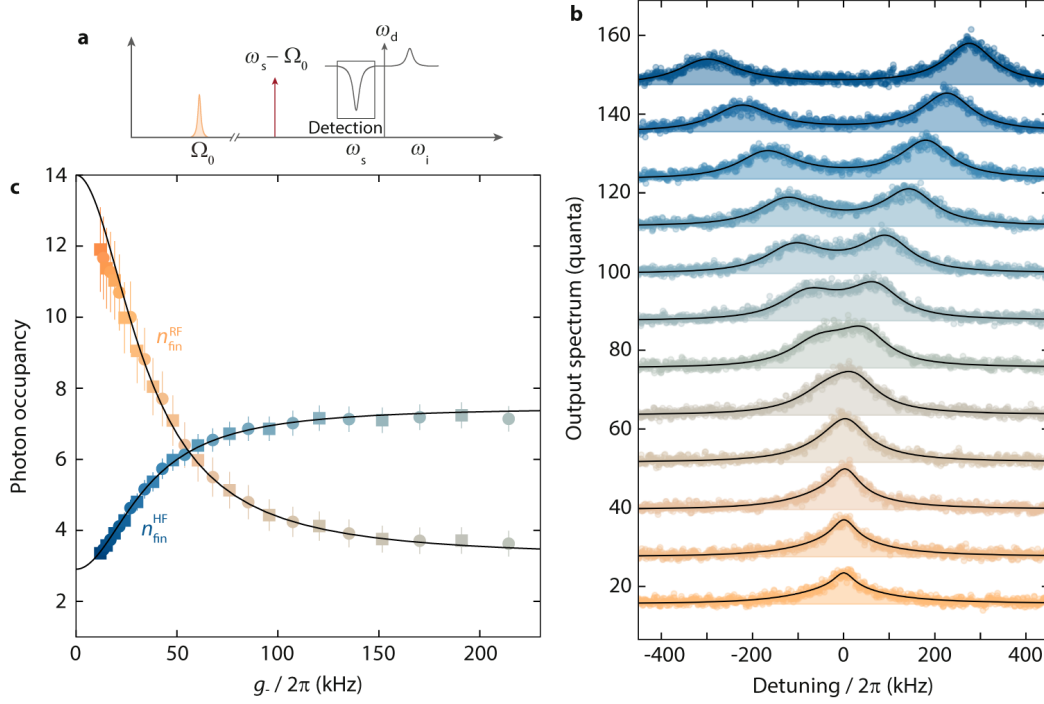 a
ω_d
ω_s − Ω_0
Detection
Ω_0
ω_s
ω_i
c
14
12
10
8
6
4
2
Photon occupancy
n_fin^RF
n_fin^HF
0
50
100
150
200
g_- / 2π (kHz)
b
160
140
120
100
80
60
40
20
Output spectrum (quanta)
-400
-200
0
200
400
Detuning / 2π (kHz)